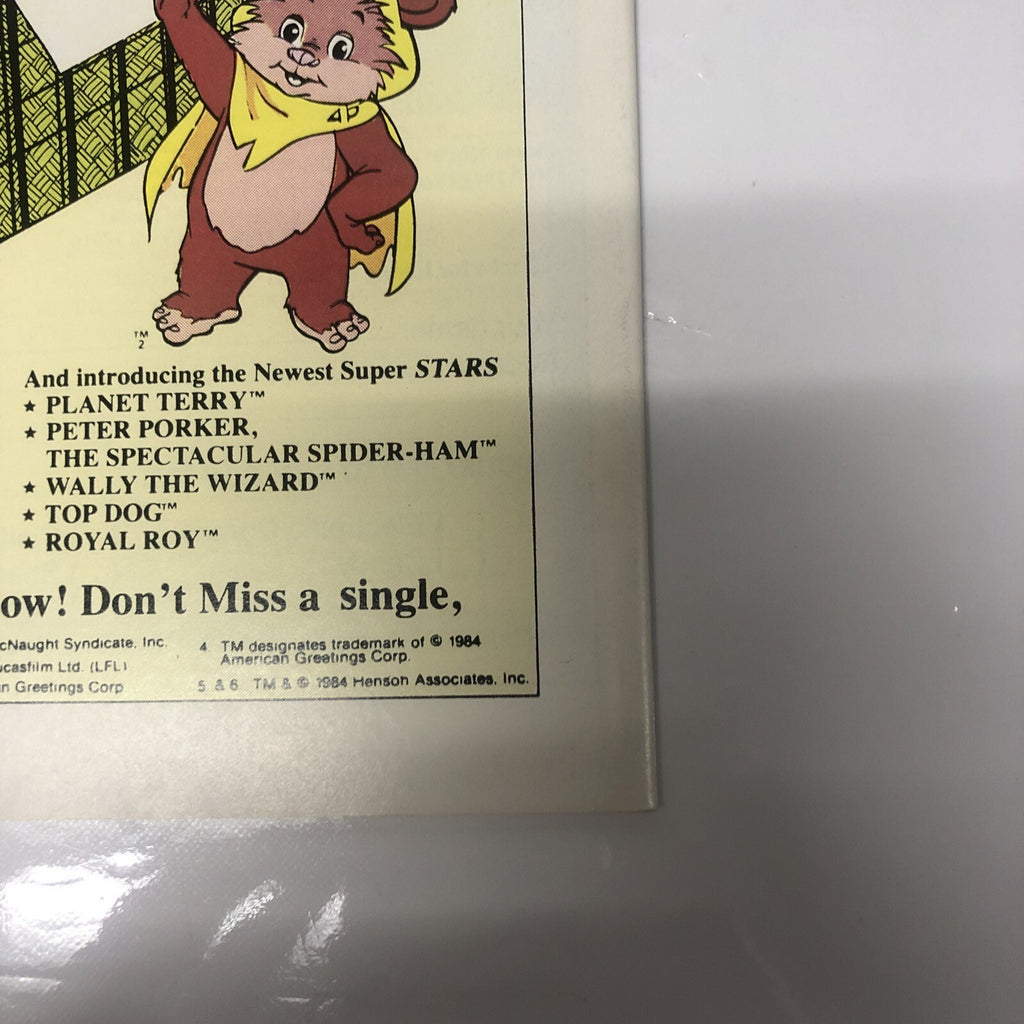 TM
2
And introducing the Newest Super STARS
★ PLANET TERRY™
★ PETER PORKER,
THE SPECTACULAR SPIDER-HAM™
★ WALLY THE WIZARD™
★ TOP DOG™
★ ROYAL ROY™
ow! Don't Miss a single,
cNaught Syndicate, Inc.
ucasfilm Ltd. (LFL)
n Greetings Corp
4 TM designates trademark of © 1984
American Greetings Corp.
5 & 6 TM & © 1984 Henson Associates, Inc.